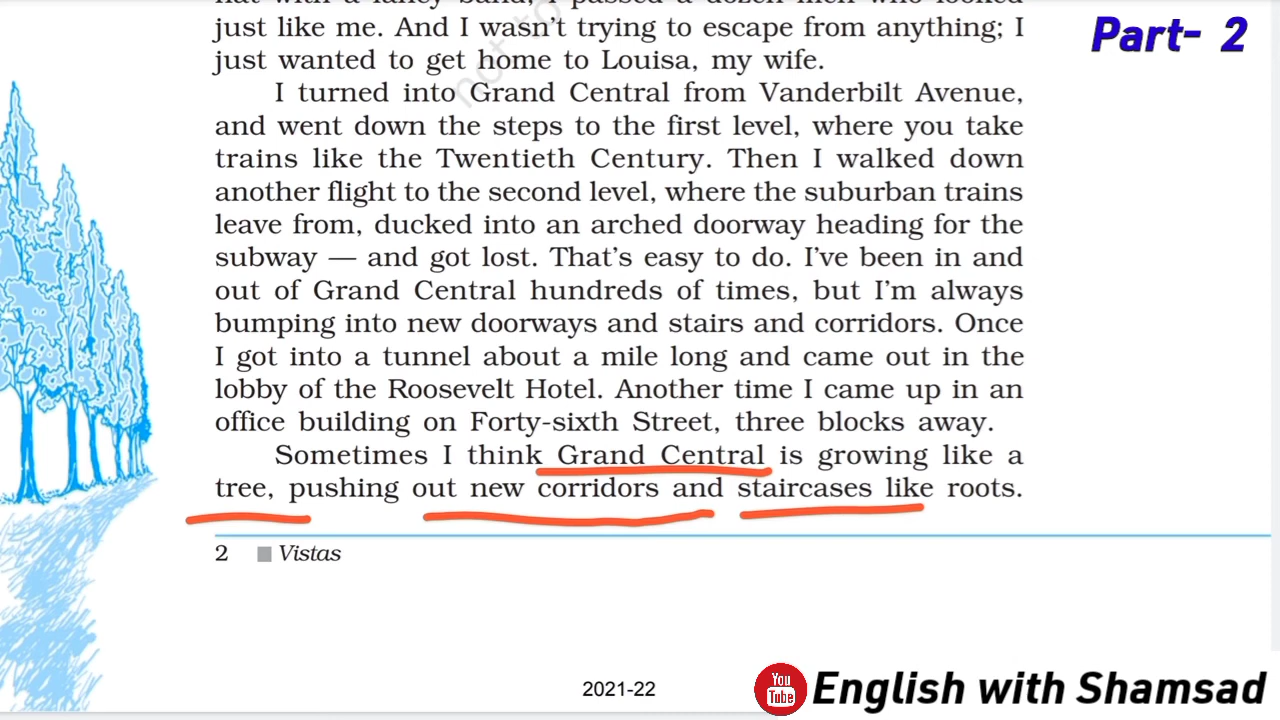 just like me. And I wasn't trying to escape from anything; I
just wanted to get home to Louisa, my wife.
I turned into Grand Central from Vanderbilt Avenue,
and went down the steps to the first level, where you take
trains like the Twentieth Century. Then I walked down
another flight to the second level, where the suburban trains
leave from, ducked into an arched doorway heading for the
subway — and got lost. That's easy to do. I've been in and
out of Grand Central hundreds of times, but I'm always
bumping into new doorways and stairs and corridors. Once
I got into a tunnel about a mile long and came out in the
lobby of the Roosevelt Hotel. Another time I came up in an
office building on Forty-sixth Street, three blocks away.
Sometimes I think Grand Central is growing like a
tree, pushing out new corridors and staircases like roots.
2 Vistas
2021-22
Part- 2
not to
You
Tube
English with Shamsad